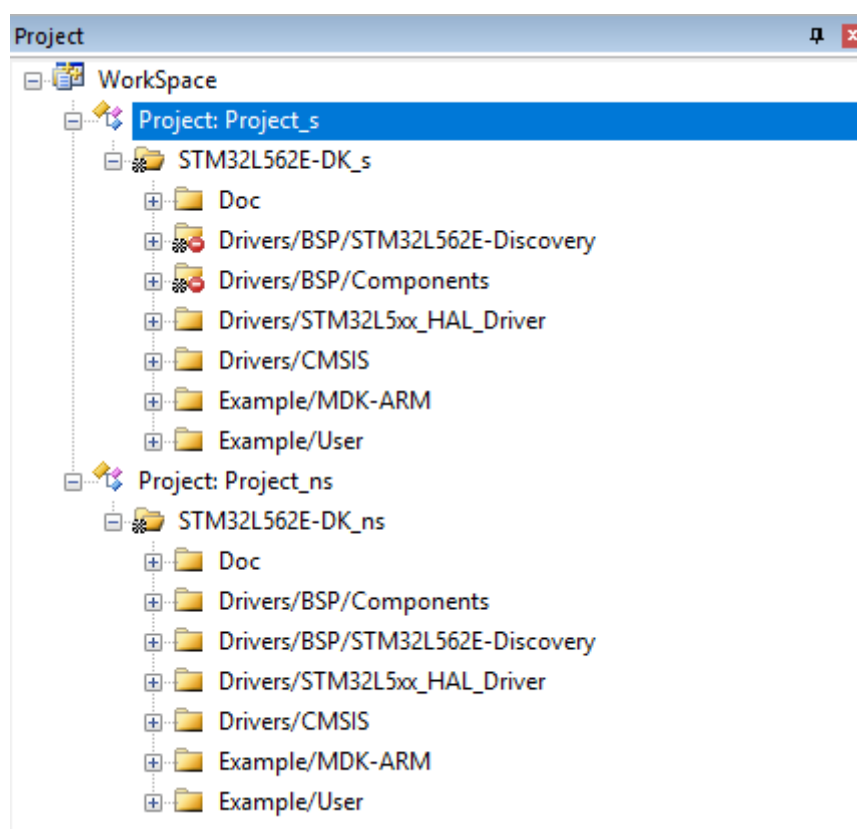 Project
WorkSpace
Project: Project_s
STM32L562E-DK_s
Doc
Drivers/BSP/STM32L562E-Discovery
Drivers/BSP/Components
Drivers/STM32L5xx_HAL_Driver
Drivers/CMSIS
Example/MDK-ARM
Example/User
Project: Project_ns
STM32L562E-DK_ns
Doc
Drivers/BSP/Components
Drivers/BSP/STM32L562E-Discovery
Drivers/STM32L5xx_HAL_Driver
Drivers/CMSIS
Example/MDK-ARM
Example/User